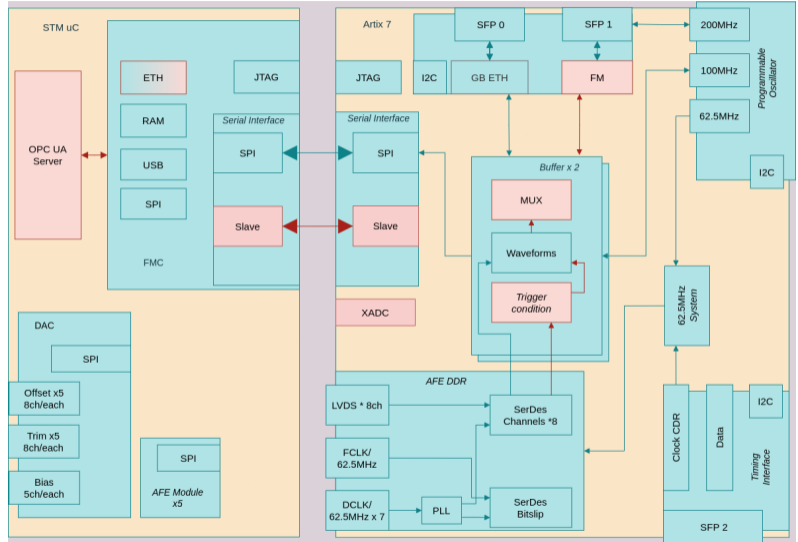 STM uC
ETH
RAM
USB
SPI
FMC
JTAG
Serial Interface
SPI
Slave
OPC UA
Server
DAC
SPI
Offset x5
8ch/each
Trim x5
8ch/each
Bias
5ch/each
SPI
AFE Module
x5
Artix 7
JTAG
I2C
SFP 0
GB ETH
SFP 1
FM
Serial Interface
SPI
Slave
XADC
Buffer x 2
MUX
Waveforms
Trigger
condition
AFE DDR
LVDS * 8ch
FCLK/
62.5MHz
DCLK/
62.5MHz x 7
PLL
SerDes
Channels *8
SerDes
Bitslip
200MHz
100MHz
62.5MHz
Programmable
Oscillator
I2C
62.5MHz
System
Clock CDR
Data
I2C
Timing
Interface
SFP 2